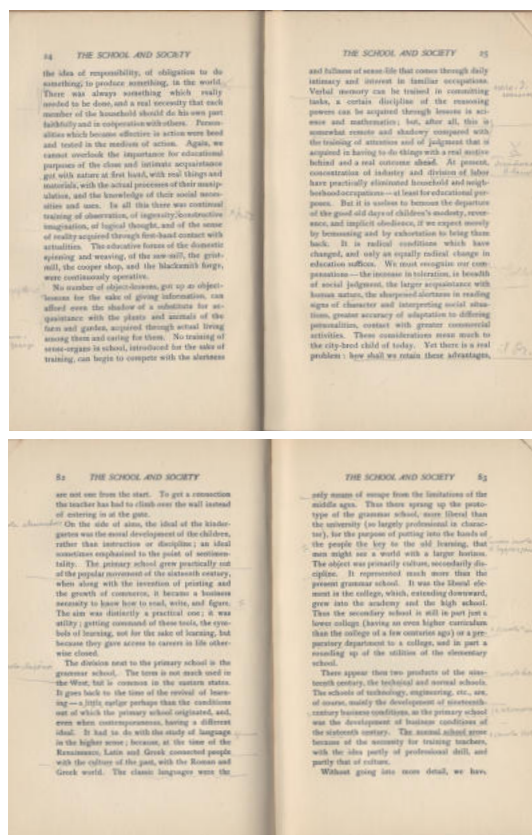 24 THE SCHOOL AND SOCIETY
the idea of responsibility, of obligation to do
something, to produce something, in the world.
There was always something which really
needed to be done, and a real necessity that each
member of the household should do his own part
faithfully and in cooperation with others. Person-
alities which became effective in action were bred
and tested in the medium of action. Again, we
cannot overlook the importance for educational
purposes of the close and intimate acquaintance
got with nature at first hand, with real things and
materials, with the actual processes of their manip-
ulation, and the knowledge of their social neces-
sities and uses. In all this there was continual
training of observation, of ingenuity, constructive
imagination, of logical thought, and of the sense
of reality acquired through first-hand contact with
actualities. The educative forces of the domestic
spinning and weaving, of the saw-mill, the grist-
mill, the cooper shop, and the blacksmith forge,
were continuously operative.
No number of object-lessons, got up as object-
lessons for the sake of giving information, can
afford even the shadow of a substitute for ac-
quaintance with the plants and animals of the
farm and garden, acquired through actual living
among them and caring for them. No training of
sense-organs in school, introduced for the sake of
training, can begin to compete with the alertness
THE SCHOOL AND SOCIETY 25
and fullness of sense-life that comes through daily
intimacy and interest in familiar occupations.
Verbal memory can be trained in committing
tasks, a certain discipline of the reasoning
powers can be acquired through lessons in sci-
ence and mathematics; but, after all, this is
somewhat remote and shadowy compared with
the training of attention and of judgment that is
acquired in having to do things with a real motive
behind and a real outcome ahead. At present,
concentration of industry and division of labor
have practically eliminated household and neigh-
borhood occupations — at least for educational pur-
poses. But it is useless to bemoan the departure
of the good old days of children's modesty, rever-
ence, and implicit obedience, if we expect merely
by bemoaning and by exhortation to bring them
back. It is radical conditions which have
changed, and only an equally radical change in
education suffices. We must recognize our com-
pensations — the increase in toleration, in breadth
of social judgment, the larger acquaintance with
human nature, the sharpened alertness in reading
signs of character and interpreting social situa-
tions, greater accuracy of adaptation to differing
personalities, contact with greater commercial
activities. These considerations mean much to
the city-bred child of today. Yet there is a real
problem: how shall we retain these advantages,
82 THE SCHOOL AND SOCIETY
are not one from the start. To get a connection
the teacher has had to climb over the wall instead
of entering in at the gate.
On the side of aims, the ideal of the kinder-
garten was the moral development of the children,
rather than instruction or discipline; an ideal
sometimes emphasized to the point of sentimen-
tality. The primary school grew practically out
of the popular movement of the sixteenth century,
when along with the invention of printing and
the growth of commerce, it became a business
necessity to know how to read, write, and figure.
The aim was distinctly a practical one; it was
utility; getting command of these tools, the sym-
bols of learning, not for the sake of learning, but
because they gave access to careers in life other-
wise closed.
The division next to the primary school is the
grammar school. The term is not much used in
the West, but is common in the eastern states.
It goes back to the time of the revival of learn-
ing — a little earlier perhaps than the conditions
out of which the primary school originated, and,
even when contemporaneous, having a different
ideal. It had to do with the study of language
in the higher sense; because, at the time of the
Renaissance, Latin and Greek connected people
with the culture of the past, with the Roman and
Greek world. The classic languages were the
THE SCHOOL AND SOCIETY 83
only means of escape from the limitations of the
middle ages. Thus there sprang up the proto-
type of the grammar school, more liberal than
the university (so largely professional in charac-
ter), for the purpose of putting into the hands of
the people the key to the old learning, that
men might see a world with a larger horizon.
The object was primarily culture, secondarily dis-
cipline. It represented much more than the
present grammar school. It was the liberal ele-
ment in the college, which, extending downward,
grew into the academy and the high school.
Thus the secondary school is still in part just a
lower college (having an even higher curriculum
than the college of a few centuries ago) or a pre-
paratory department to a college, and in part a
rounding up of the utilities of the elementary
school.
There appear then two products of the nine-
teenth century, the technical and normal schools.
The schools of technology, engineering, etc., are,
of course, mainly the development of nineteenth-
century business conditions, as the primary school
was the development of business conditions of
the sixteenth century. The normal school arose
because of the necessity for training teachers,
with the idea partly of professional drill, and
partly that of culture.
Without going into more detail, we have,